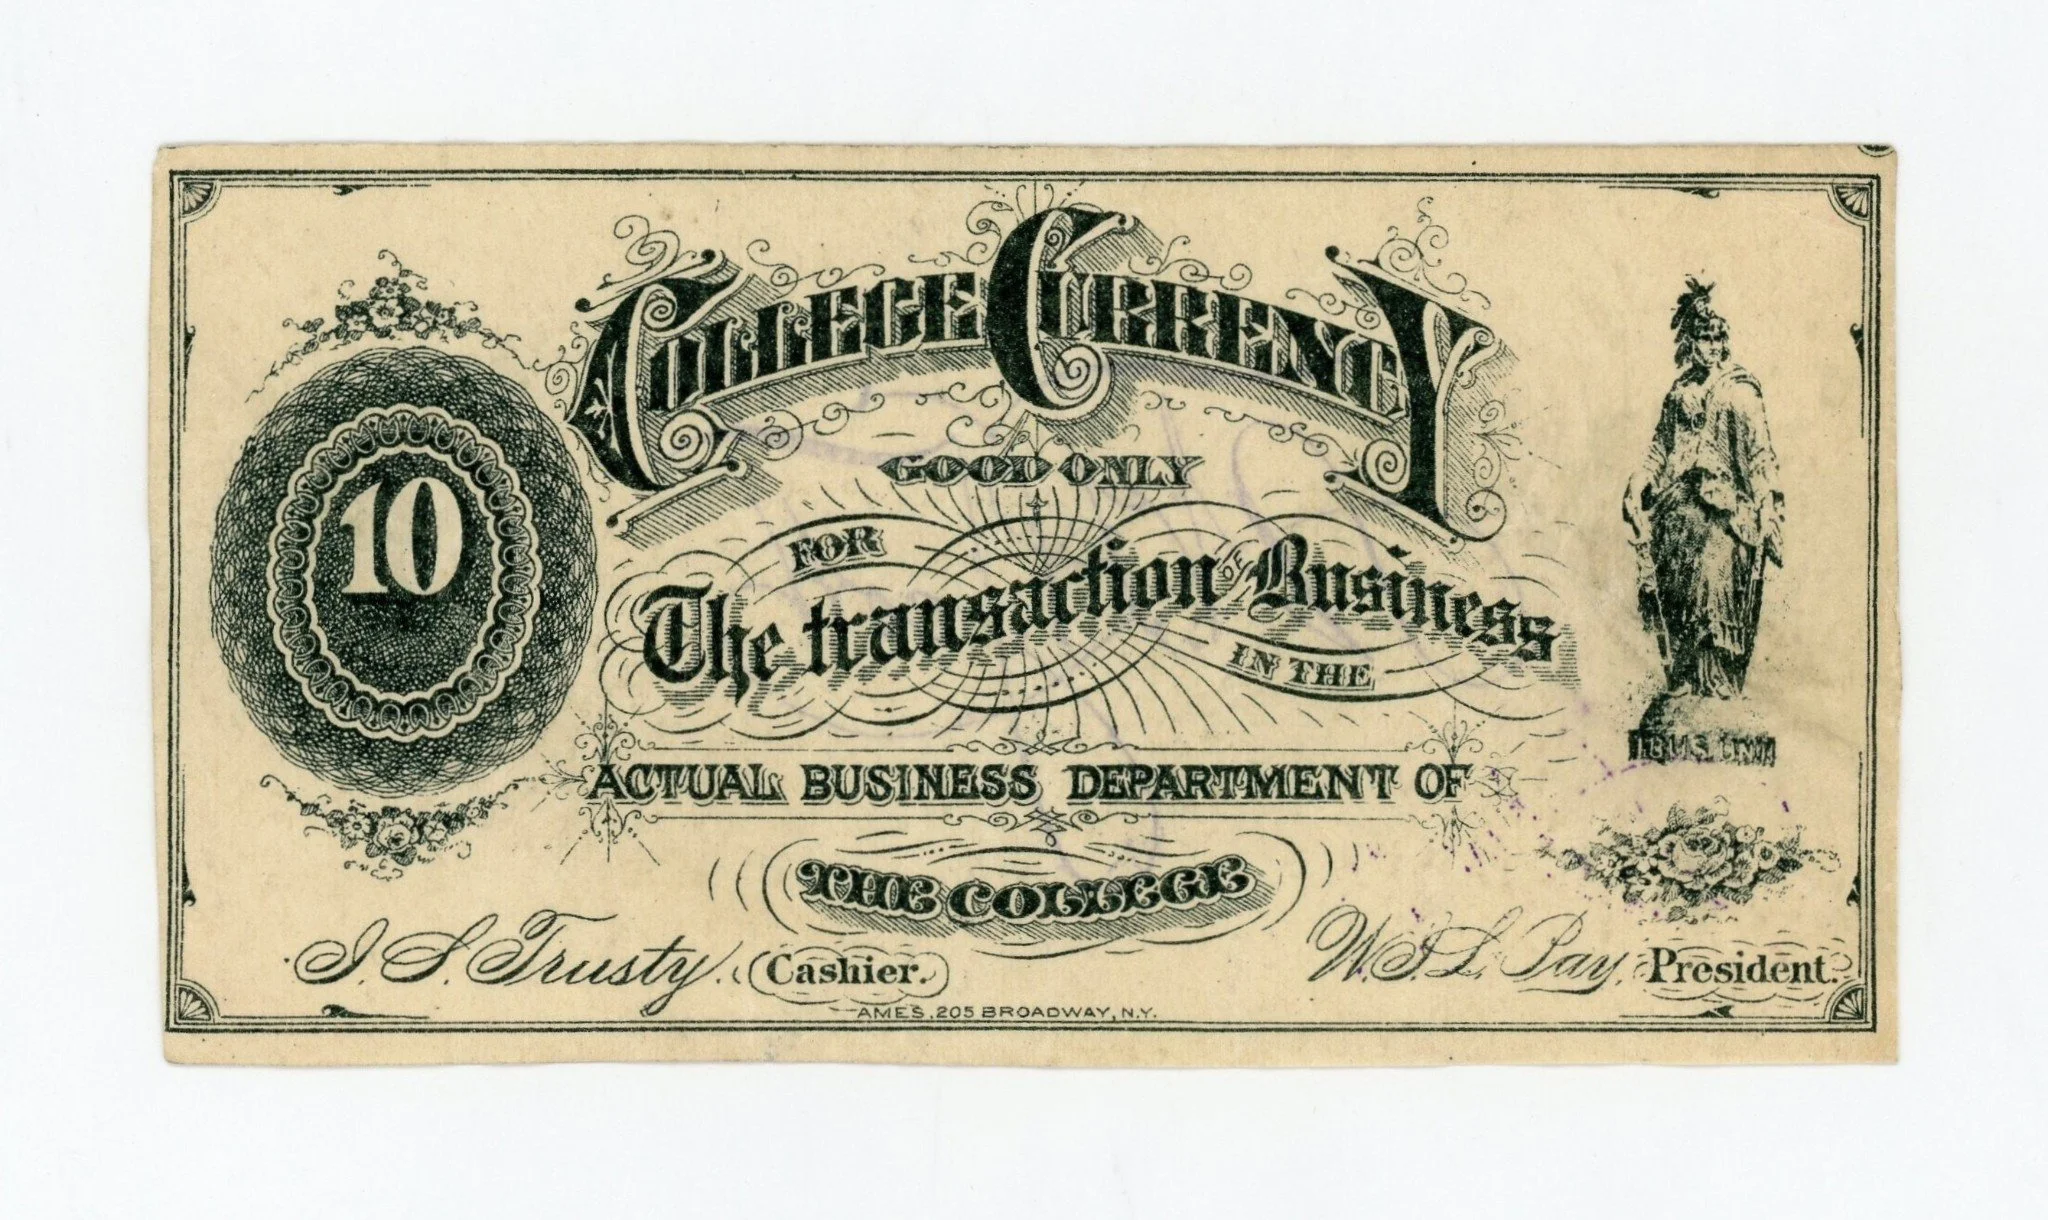 COLLEGE CURRENCY
GOOD ONLY
FOR
The transaction OF Business
IN THE
ACTUAL BUSINESS DEPARTMENT OF
THE COLLEGE
10
I. S. Trusty. Cashier.
W. I. L. Pay, President.
AMES, 205 BROADWAY, N.Y.